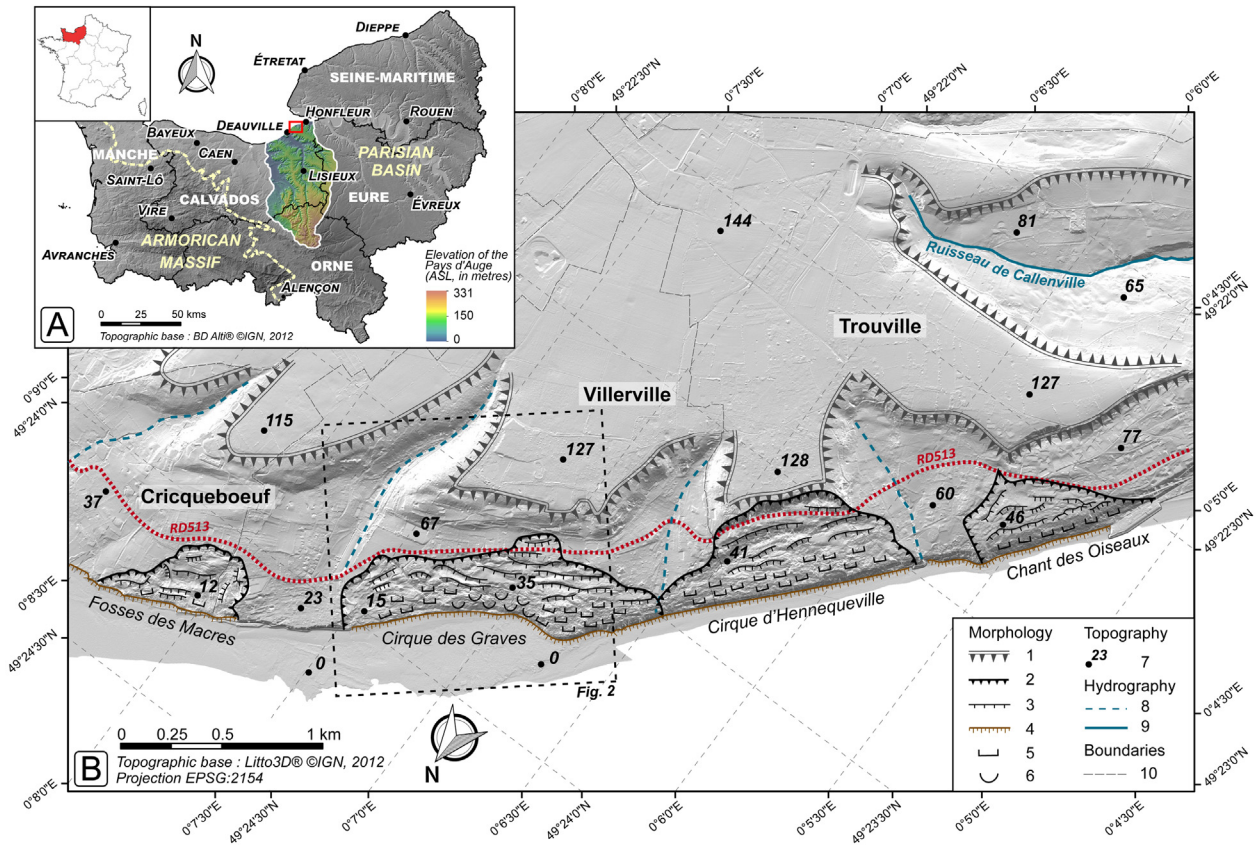 DIEPPE
N
ÉTRETAT
SEINE-MARITIME
HONFLEUR
ROUEN
DEAUVILLE
BAYEUX
MANCHE
CAEN
PARISIAN
BASIN
SAINT-LÔ
LISIEUX
CALVADOS
EURE
ÉVREUX
VIRE
ARMORICAN
MASSIF
AVRANCHES
ORNE
ALENÇON
Elevation of the
Pays d'Auge
(ASL, in metres)
331
150
0
A
0 25 50 kms
Topographic base : BD Alti® ©IGN, 2012
0°8'0"E
49°22'30"N
0°7'30"E
0°7'0"E
49°22'0"N
0°6'30"E
0°6'0"E
144
81
Ruisseau de Callenville
65
0°4'30"E
49°22'0"N
Trouville
0°9'0"E
49°24'0"N
Villerville
127
115
127
128
77
RD513
37
Cricqueboeuf
RD513
67
60
46
0°5'0"E
49°22'30"N
41
Chant des Oiseaux
12
35
0°8'30"E
49°24'30"N
23
15
Fosses des Macres
Cirque des Graves
Cirque d'Hennequeville
0
0
Fig. 2
Morphology
1
2
3
4
5
6
Topography
23 7
Hydrography
8
9
Boundaries
10
0°4'30"E
49°23'0"N
0 0.25 0.5 1 km
N
B
Topographic base : Litto3D® ©IGN, 2012
Projection EPSG:2154
0°8'0"E
0°7'30"E
49°24'30"N
0°7'0"E
0°6'30"E
49°24'0"N
0°6'0"E
0°5'30"E
49°23'30"N
0°5'0"E
0°4'30"E